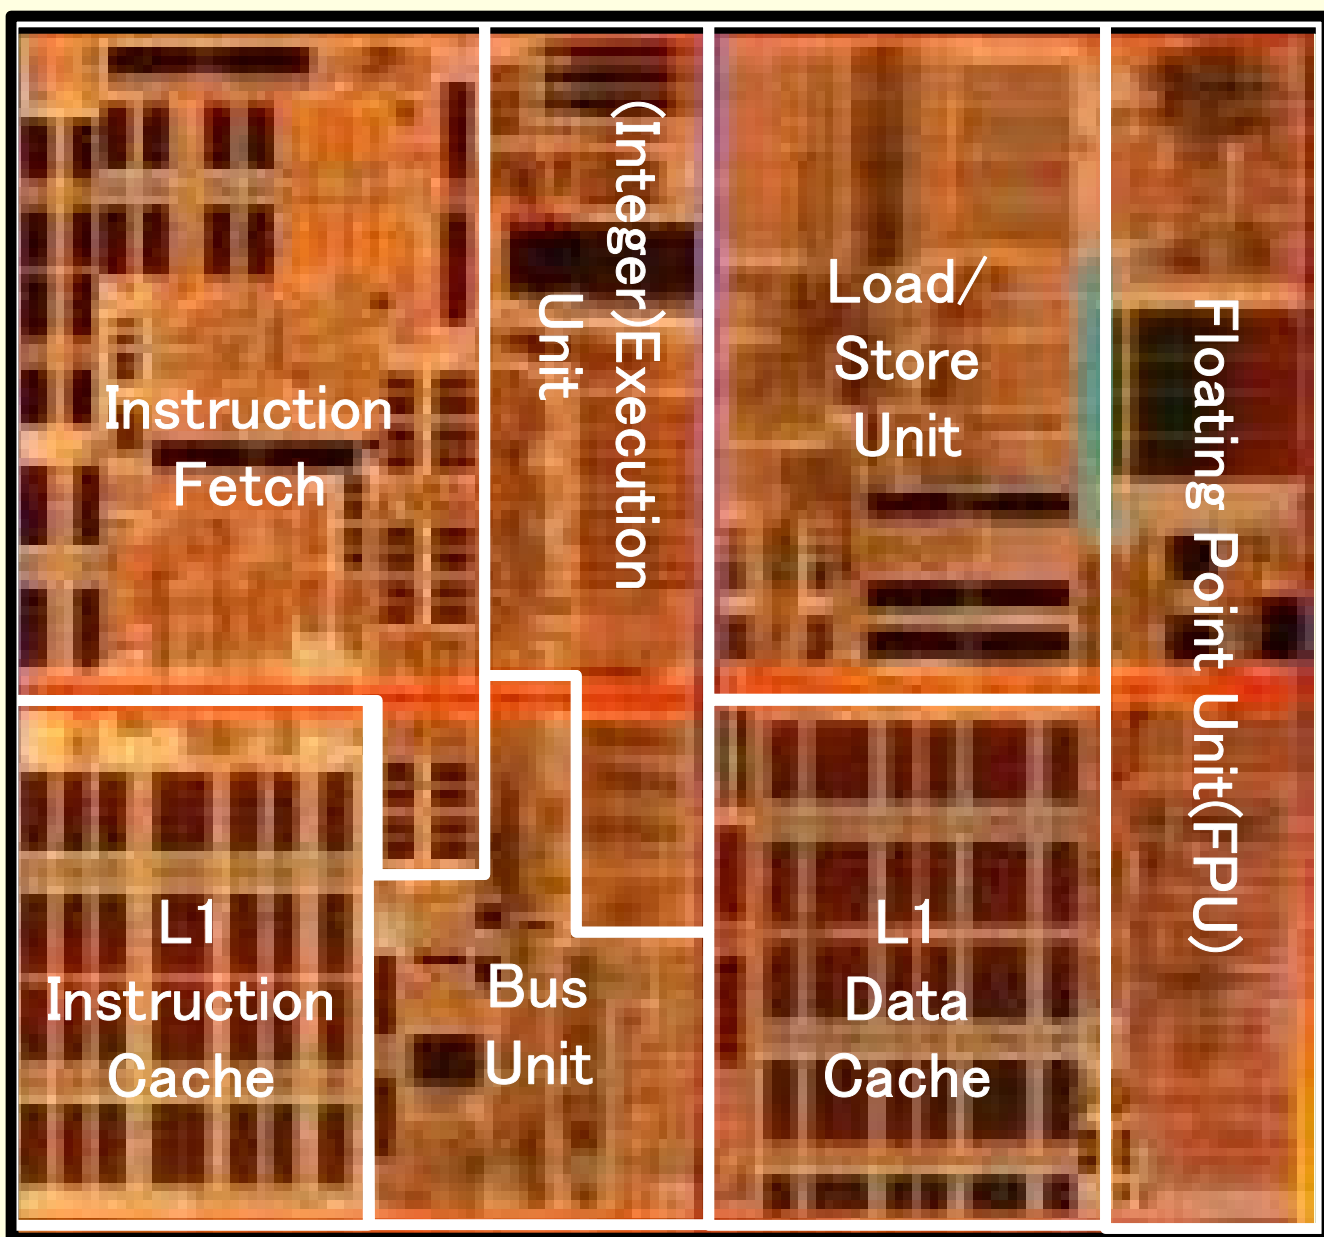 Instruction
Fetch
(Integer)Execution
Unit
Load/
Store
Unit
Floating Point Unit(FPU)
L1
Instruction
Cache
Bus
Unit
L1
Data
Cache